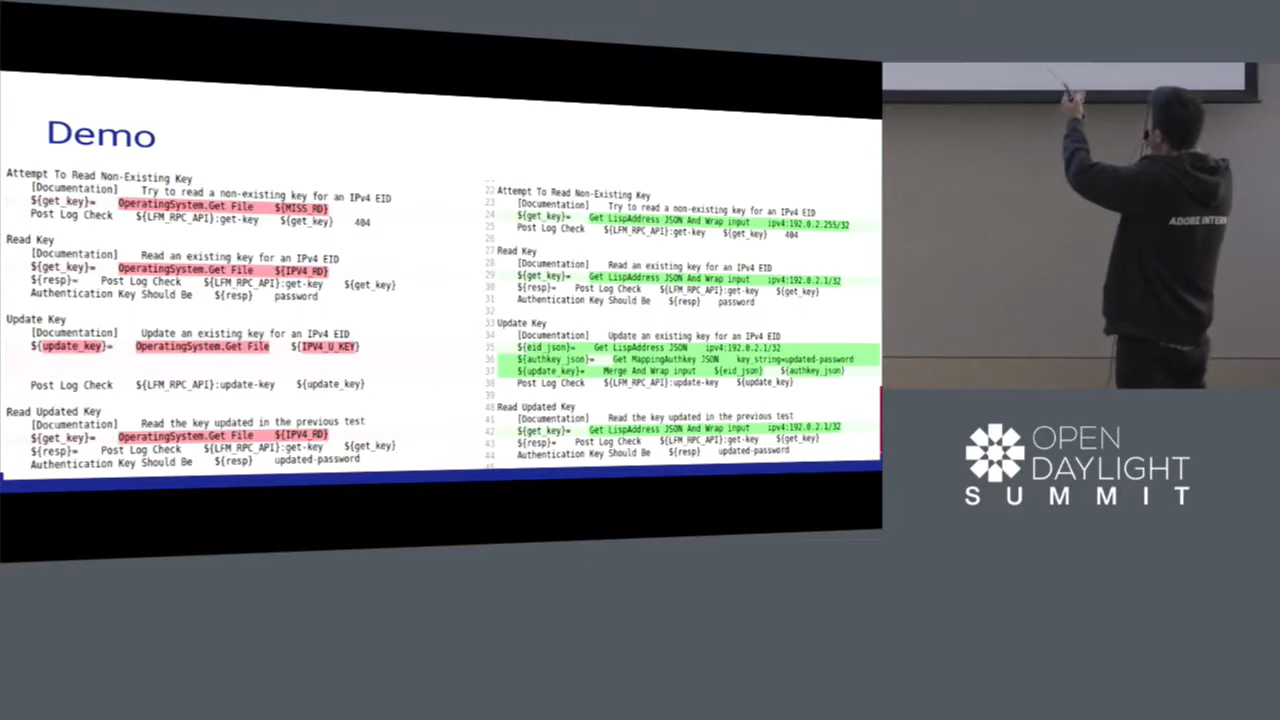 Demo
Attempt To Read Non-Existing Key
[Documentation] Try to read a non-existing key for an IPv4 EID
${get_key}= OperatingSystem.Get File ${MISS_RD}
Post Log Check ${LFM_RPC_API}:get-key ${get_key} 404
Read Key
[Documentation] Read an existing key for an IPv4 EID
${get_key}= OperatingSystem.Get File ${IPV4_RD}
${resp}= Post Log Check ${LFM_RPC_API}:get-key ${get_key}
Authentication Key Should Be ${resp} password
Update Key
[Documentation] Update an existing key for an IPv4 EID
${update_key}= OperatingSystem.Get File ${IPV4_U_KEY}
Post Log Check ${LFM_RPC_API}:update-key ${update_key}
Read Updated Key
[Documentation] Read the key updated in the previous test
${get_key}= OperatingSystem.Get File ${IPV4_RD}
${resp}= Post Log Check ${LFM_RPC_API}:get-key ${get_key}
Authentication Key Should Be ${resp} updated-password
22 Attempt To Read Non-Existing Key
23 [Documentation] Try to read a non-existing key for an IPv4 EID
24 ${get_key}= Get LispAddress JSON And Wrap input ipv4:192.0.2.255/32
25 Post Log Check ${LFM_RPC_API}:get-key ${get_key} 404
26
27 Read Key
28 [Documentation] Read an existing key for an IPv4 EID
29 ${get_key}= Get LispAddress JSON And Wrap input ipv4:192.0.2.1/32
30 ${resp}= Post Log Check ${LFM_RPC_API}:get-key ${get_key}
31 Authentication Key Should Be ${resp} password
32
33 Update Key
34 [Documentation] Update an existing key for an IPv4 EID
35 ${eid_json}= Get LispAddress JSON ipv4:192.0.2.1/32
36 ${authkey_json}= Get MappingAuthkey JSON key_string=updated-password
37 ${update_key}= Merge And Wrap input ${eid_json} ${authkey_json}
38 Post Log Check ${LFM_RPC_API}:update-key ${update_key}
39
40 Read Updated Key
41 [Documentation] Read the key updated in the previous test
42 ${get_key}= Get LispAddress JSON And Wrap input ipv4:192.0.2.1/32
43 ${resp}= Post Log Check ${LFM_RPC_API}:get-key ${get_key}
44 Authentication Key Should Be ${resp} updated-password
ADOBE INTERN
OPEN
DAYLIGHT
SUMMIT